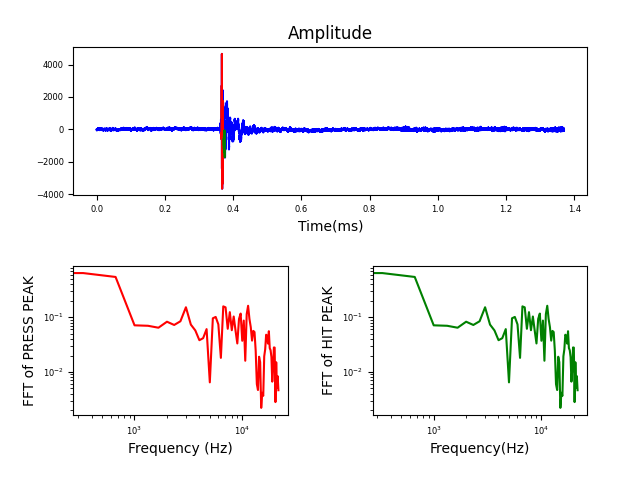 Amplitude
4000
2000
0
−2000
−4000
0.0 0.2 0.4 0.6 0.8 1.0 1.2 1.4
Time(ms)
FFT of PRESS PEAK
10⁻¹
10⁻²
10³ 10⁴
Frequency (Hz)
FFT of HIT PEAK
10⁻¹
10⁻²
10³ 10⁴
Frequency(Hz)